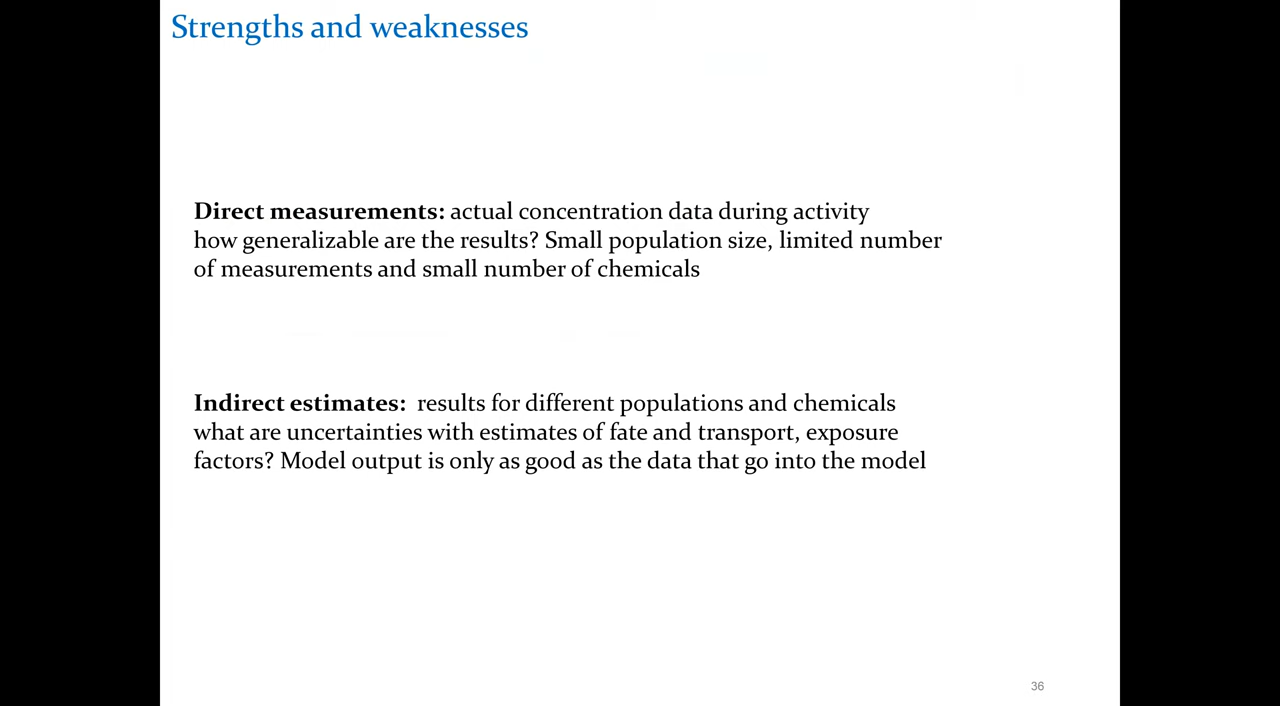 Strengths and weaknesses
Direct measurements: actual concentration data during activity
how generalizable are the results? Small population size, limited number
of measurements and small number of chemicals
Indirect estimates:  results for different populations and chemicals
what are uncertainties with estimates of fate and transport, exposure
factors? Model output is only as good as the data that go into the model
36